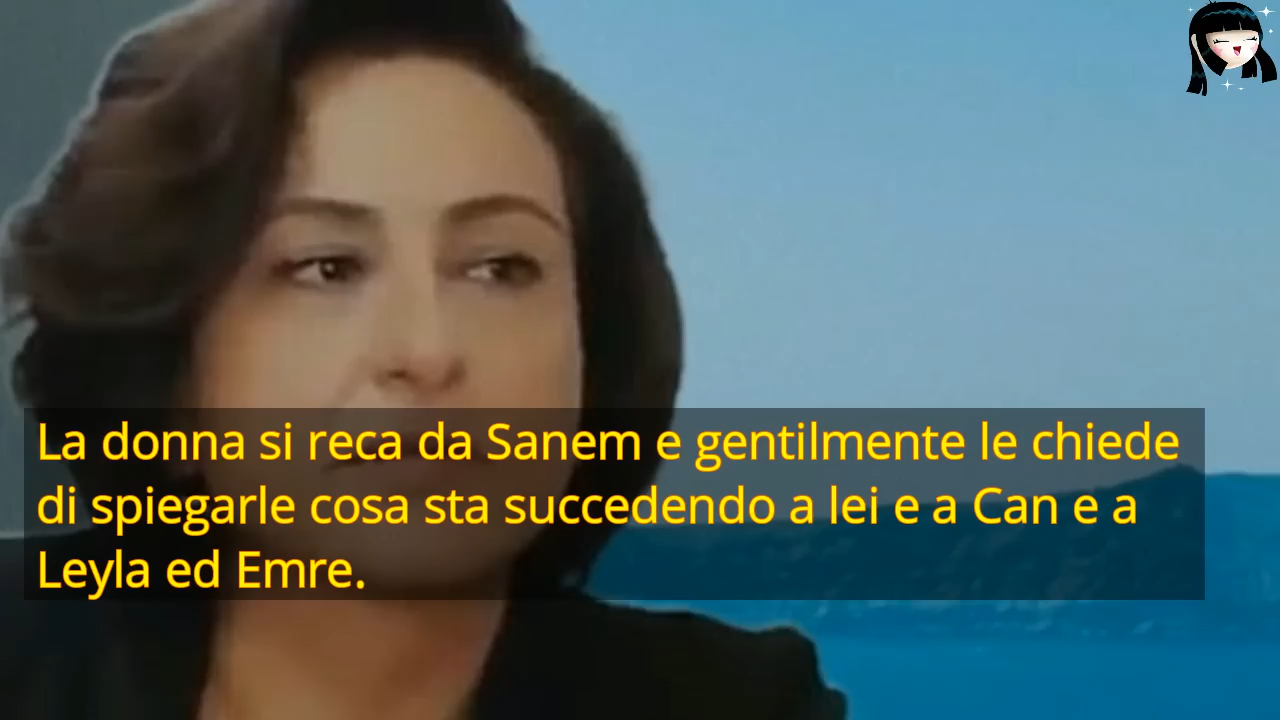 La donna si reca da Sanem e gentilmente le chiede
di spiegarle cosa sta succedendo a lei e a Can e a
Leyla ed Emre.